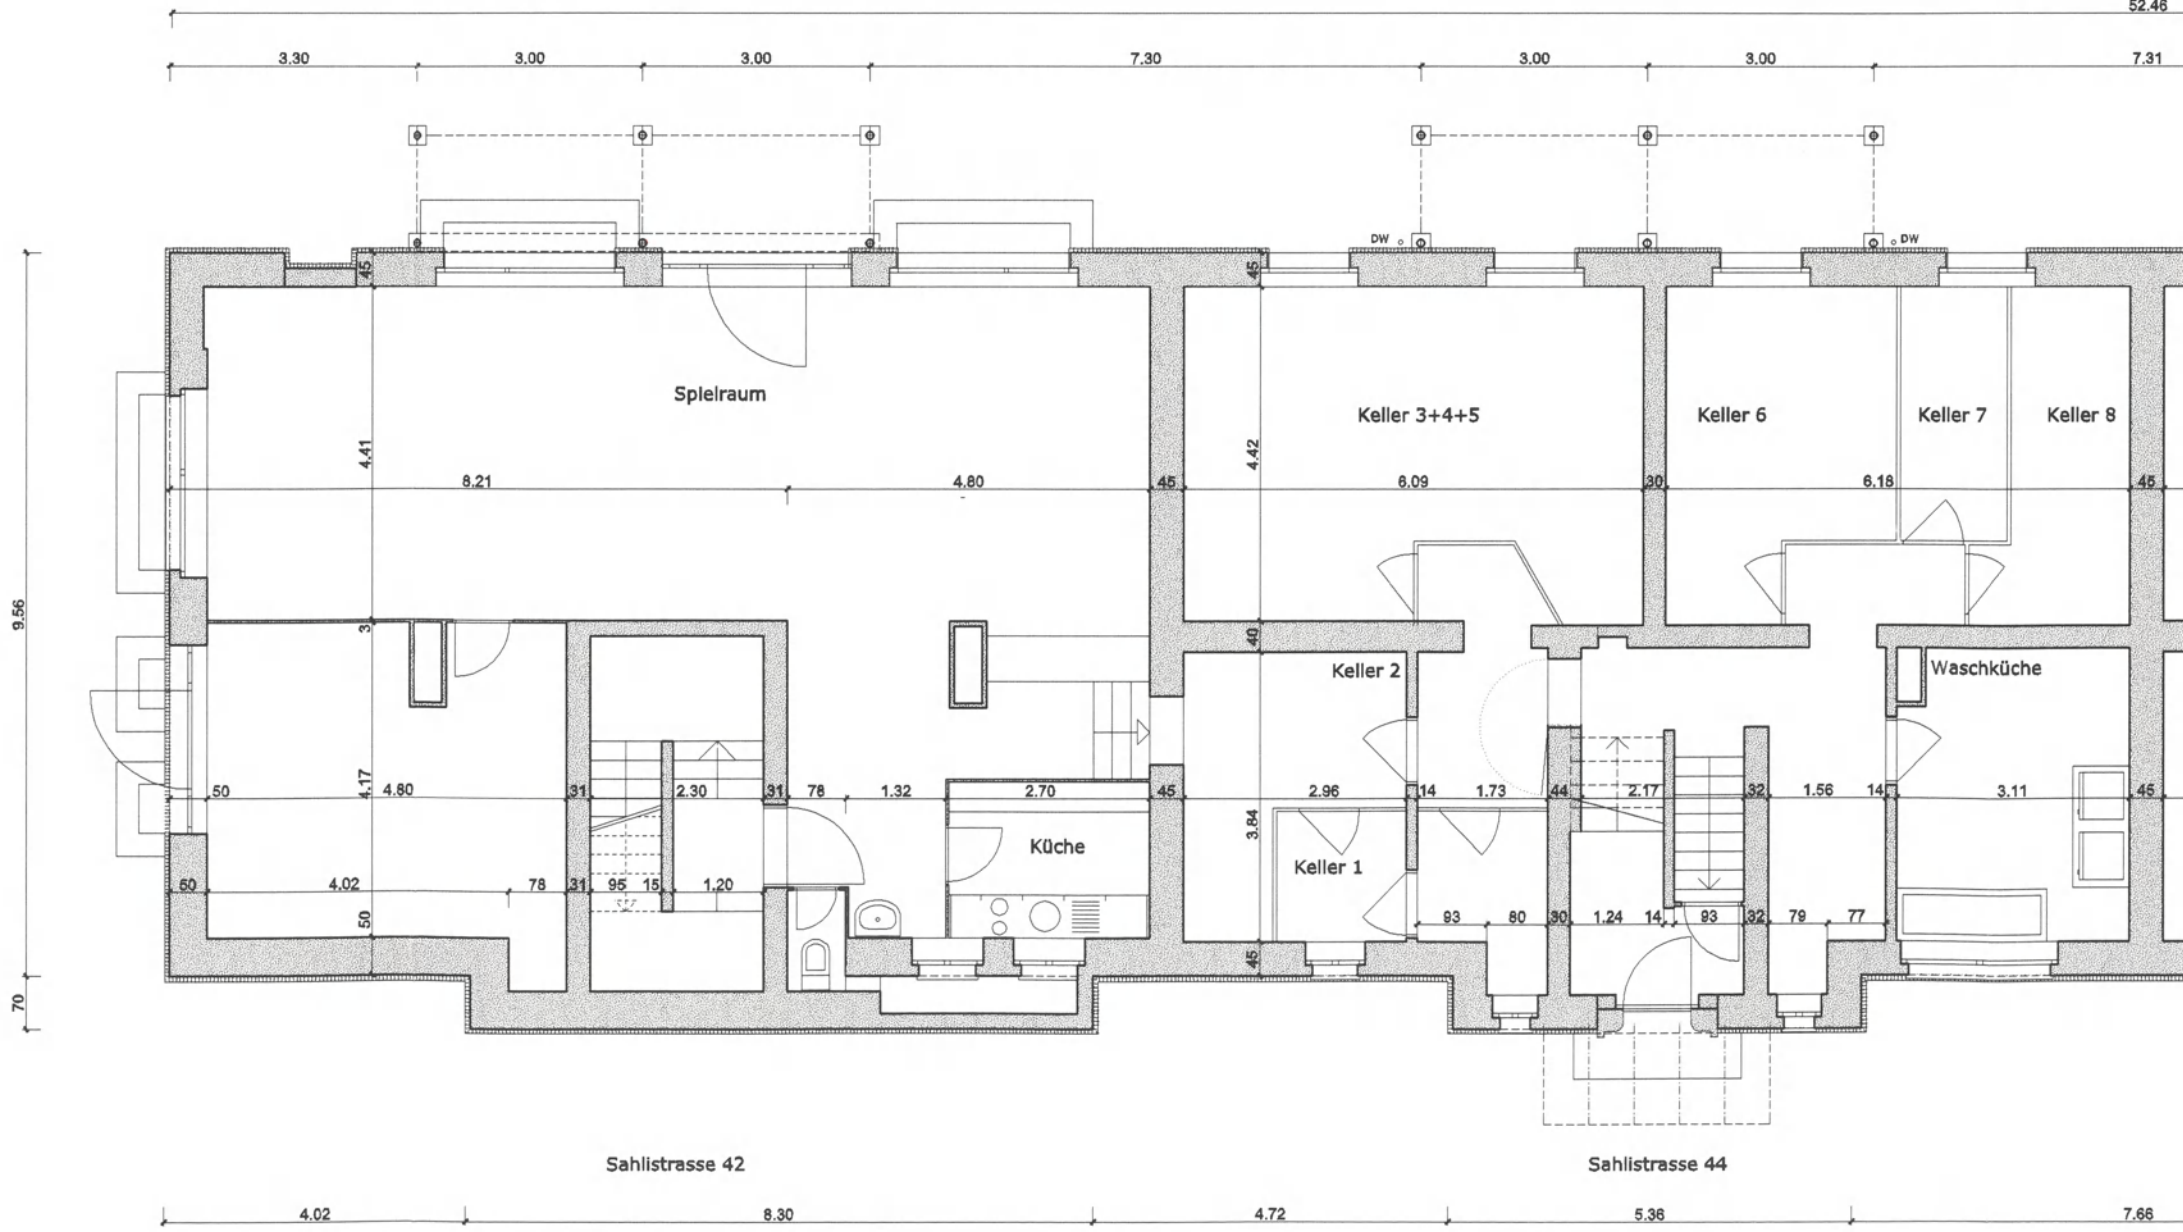 52.46
3.30 3.00 3.00 7.30 3.00 3.00 7.31
DW DW
45 45
Spielraum
Keller 3+4+5 Keller 6 Keller 7 Keller 8
4.41 4.42
8.21 4.80 45 6.09 30 6.18 45
9.56
3 40
Keller 2 Waschküche
4.17
50 4.80 31 2.30 31 78 1.32 2.70 45 2.96 14 1.73 44 2.17 32 1.56 14 3.11 45
3.84
Küche
Keller 1
50 4.02 78 31 95 15 1.20
50 93 80 30 1.24 14 93 32 79 77
45
70
Sahlistrasse 42 Sahlistrasse 44
4.02 8.30 4.72 5.36 7.66